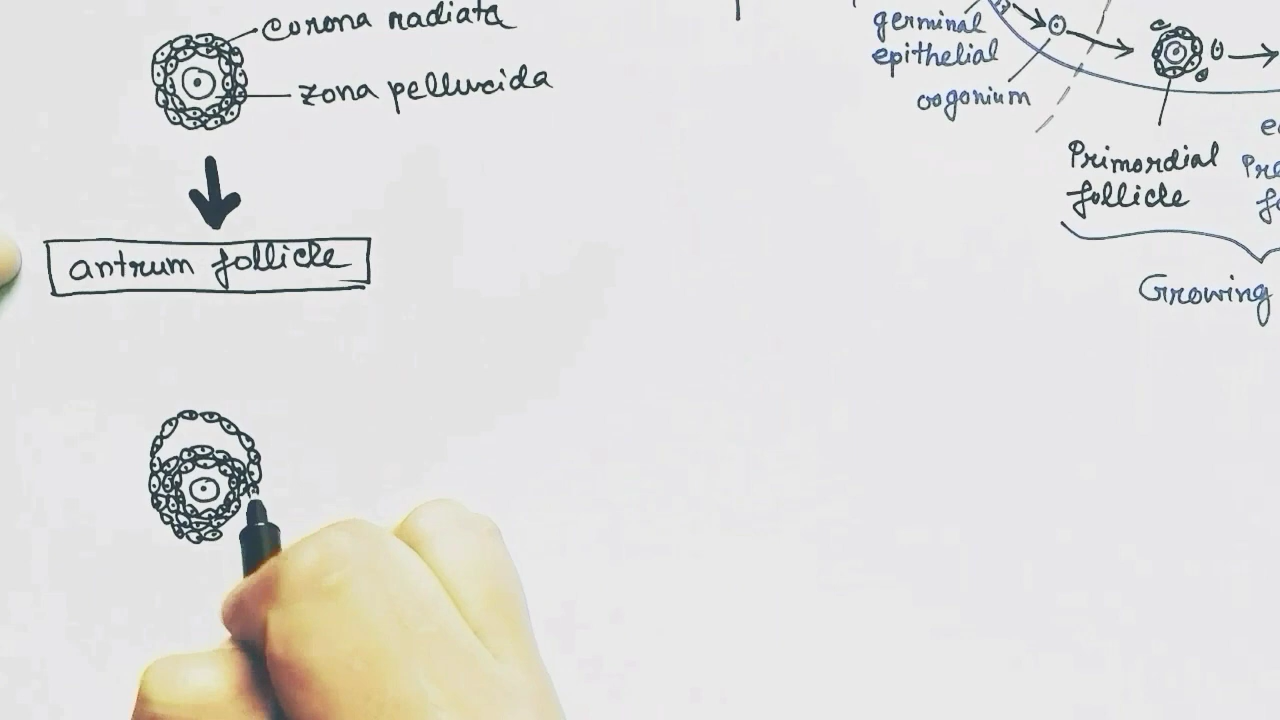 corona radiata
zona pellucida
antrum follicle
germinal
epithelial
oogonium
Primordial
follicle
Growing